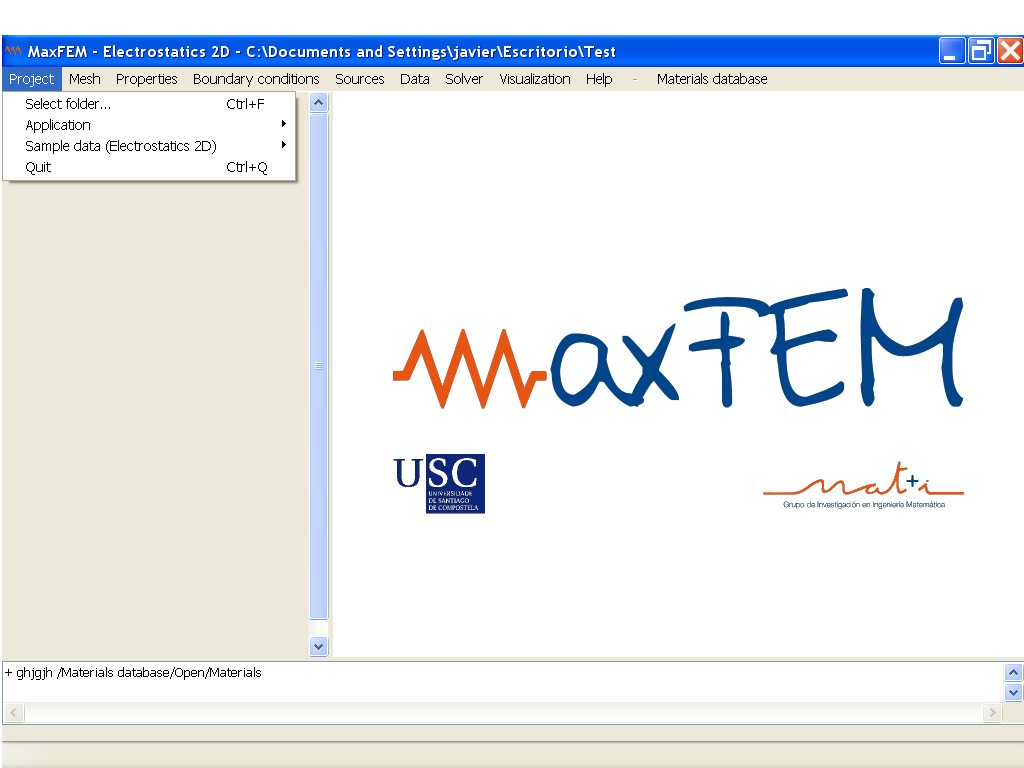 MaxFEM - Electrostatics 2D - C:\Documents and Settings\javier\Escritorio\Test
Project Mesh Properties Boundary conditions Sources Data Solver Visualization Help - Materials database
Select folder... Ctrl+F
Application
Sample data (Electrostatics 2D)
Quit Ctrl+Q
maxFEM
USC
UNIVERSIDADE
DE SANTIAGO
DE COMPOSTELA
mat+i
Grupo de Investigación en Ingeniería Matemática
+ ghjgjh /Materials database/Open/Materials